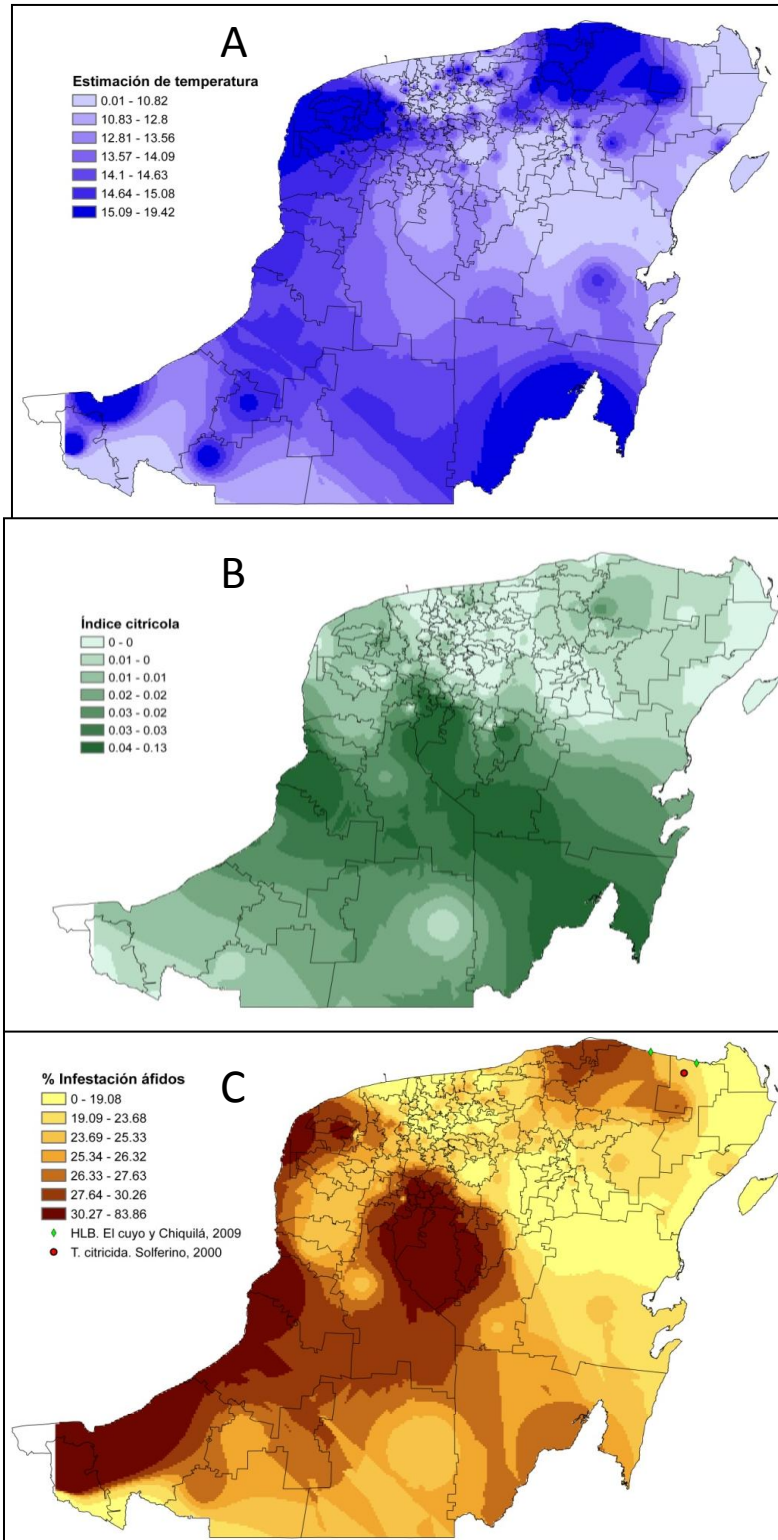 A
Estimación de temperatura
0.01 - 10.82
10.83 - 12.8
12.81 - 13.56
13.57 - 14.09
14.1 - 14.63
14.64 - 15.08
15.09 - 19.42
B
Índice citrícola
0 - 0
0.01 - 0
0.01 - 0.01
0.02 - 0.02
0.03 - 0.02
0.03 - 0.03
0.04 - 0.13
C
% Infestación áfidos
0 - 19.08
19.09 - 23.68
23.69 - 25.33
25.34 - 26.32
26.33 - 27.63
27.64 - 30.26
30.27 - 83.86
HLB. El cuyo y Chiquilá, 2009
T. citricida. Solferino, 2000